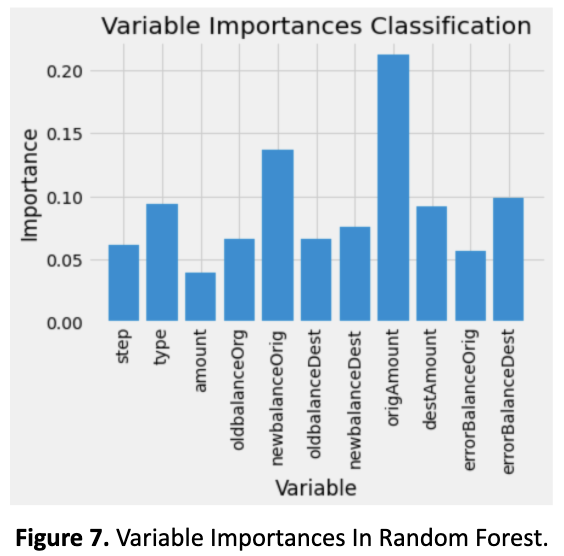 Variable Importances Classification
0.20
0.15
0.10
0.05
0.00
Importance
step
type
amount
oldbalanceOrg
newbalanceOrig
oldbalanceDest
newbalanceDest
origAmount
destAmount
errorBalanceOrig
errorBalanceDest
Variable
Figure 7. Variable Importances In Random Forest.